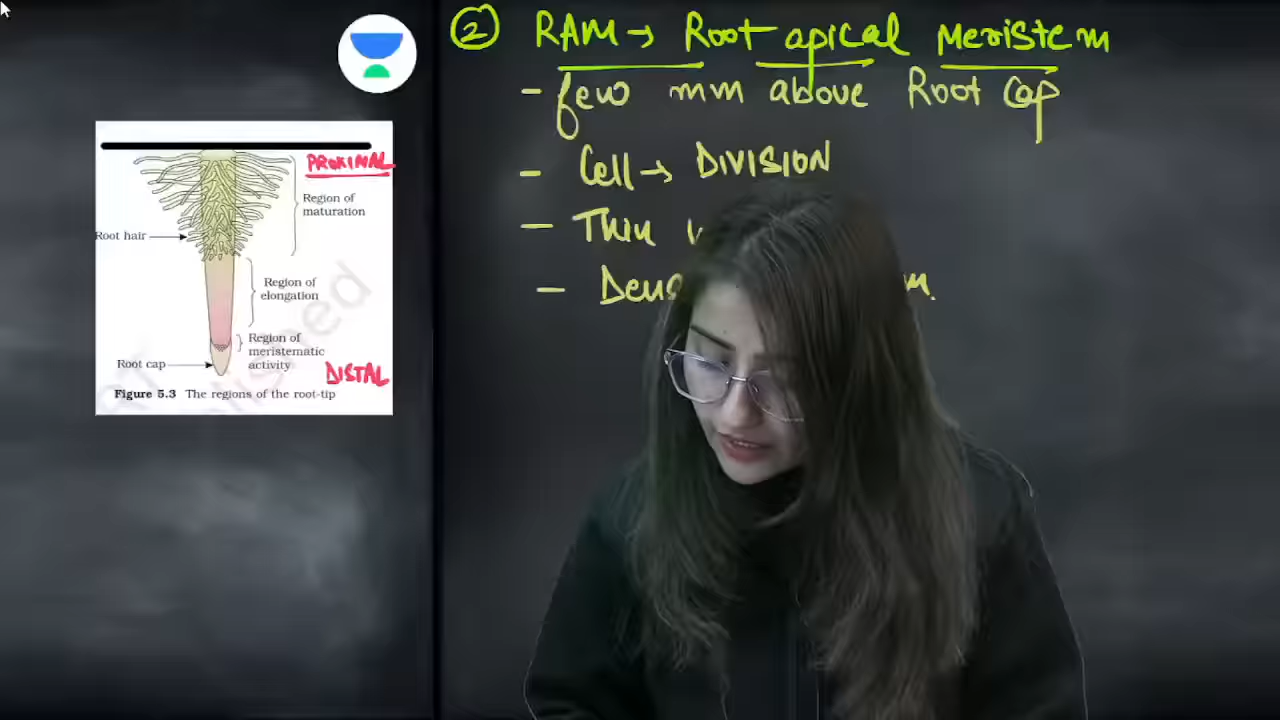 ② RAM → Root apical Meristem
- few mm above Root Cap
- Cell → DIVISION
- Thin
-
PROXIMAL
Region of
maturation
Root hair
Region of
elongation
Region of
meristematic
activity
Root cap
DISTAL
Figure 5.3 The regions of the root-tip